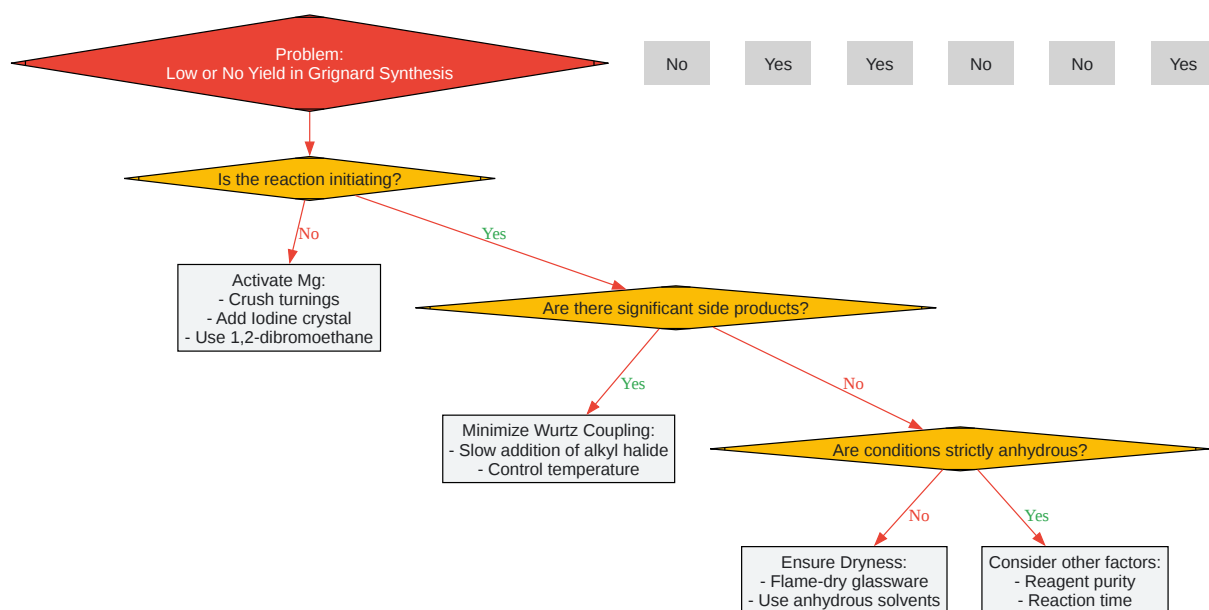 Problem:
Low or No Yield in Grignard Synthesis
No
Yes
Yes
No
No
Yes
Is the reaction initiating?
No
Yes
Activate Mg:
- Crush turnings
- Add Iodine crystal
- Use 1,2-dibromoethane
Are there significant side products?
Yes
No
Minimize Wurtz Coupling:
- Slow addition of alkyl halide
- Control temperature
Are conditions strictly anhydrous?
No
Yes
Ensure Dryness:
- Flame-dry glassware
- Use anhydrous solvents
Consider other factors:
- Reagent purity
- Reaction time